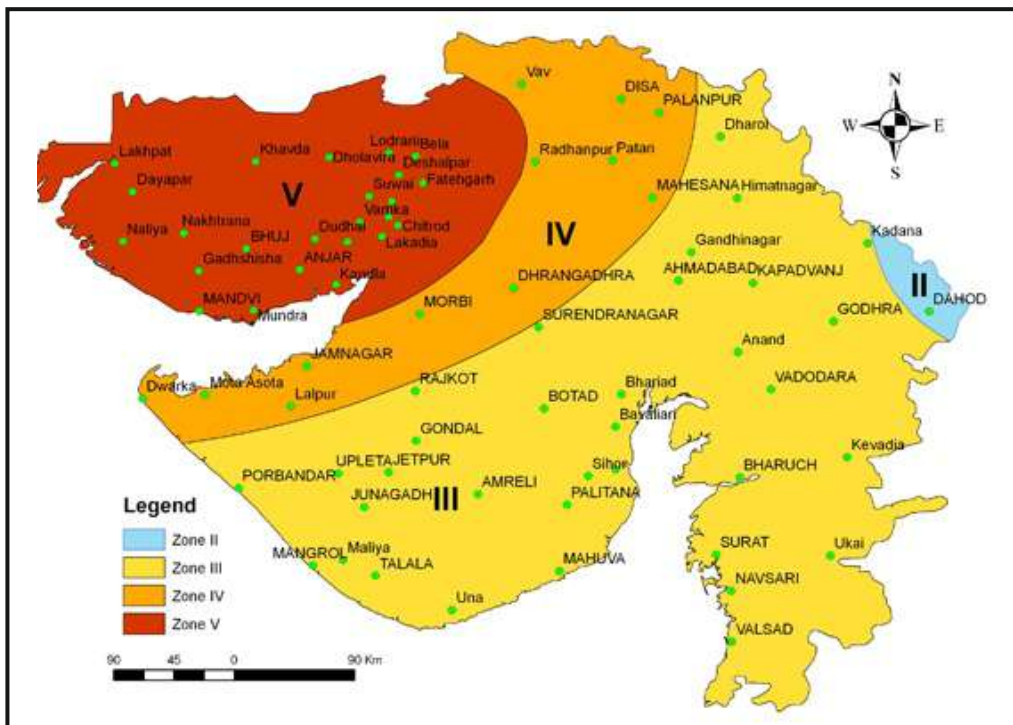 Vav
DISA
PALANPUR
N
W
E
S
Dharoi
Lodrani
Bela
Lakhpat
Khavda
Dholavira
Deshalpar
Radhanpur
Patan
Dayapar
Suwai
Fatehgarh
V
MAHESANA
Himatnagar
Nakhtrana
Vamka
Chitrod
Dudhai
Naliya
BHUJ
Lakadia
IV
Kadana
Gandhinagar
Gadhshisha
ANJAR
Kandla
DHRANGADHRA
AHMADABAD
KAPADVANJ
II
DAHOD
MANDVI
Mundra
MORBI
SURENDRANAGAR
GODHRA
JAMNAGAR
Anand
Dwarka
Mota Asota
Lalpur
RAJKOT
BOTAD
Bhariad
VADODARA
Bavaliari
GONDAL
Kevadia
PORBANDAR
UPLETA
JETPUR
Sihor
BHARUCH
JUNAGADH
III
AMRELI
PALITANA
Legend
Zone II
Zone III
Zone IV
Zone V
MANGROL
Maliya
TALALA
MAHUVA
SURAT
Ukai
Una
NAVSARI
VALSAD
90 45 0 90 Km